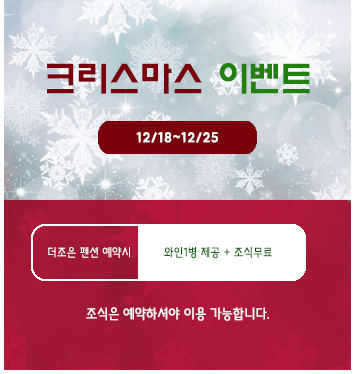 크리스마스 이벤트
12/18~12/25
더조은 펜션 예약시 와인1병 제공 + 조식무료
조식은 예약하셔야 이용 가능합니다.